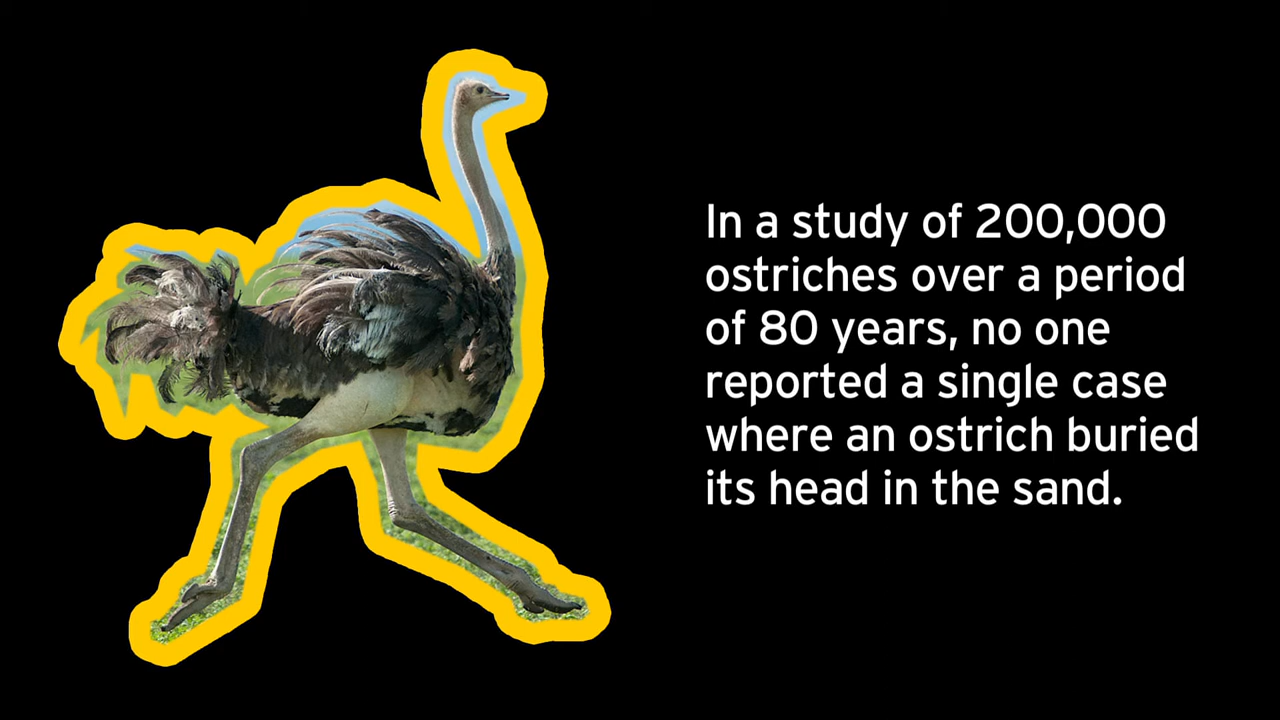 In a study of 200,000
ostriches over a period
of 80 years, no one
reported a single case
where an ostrich buried
its head in the sand.